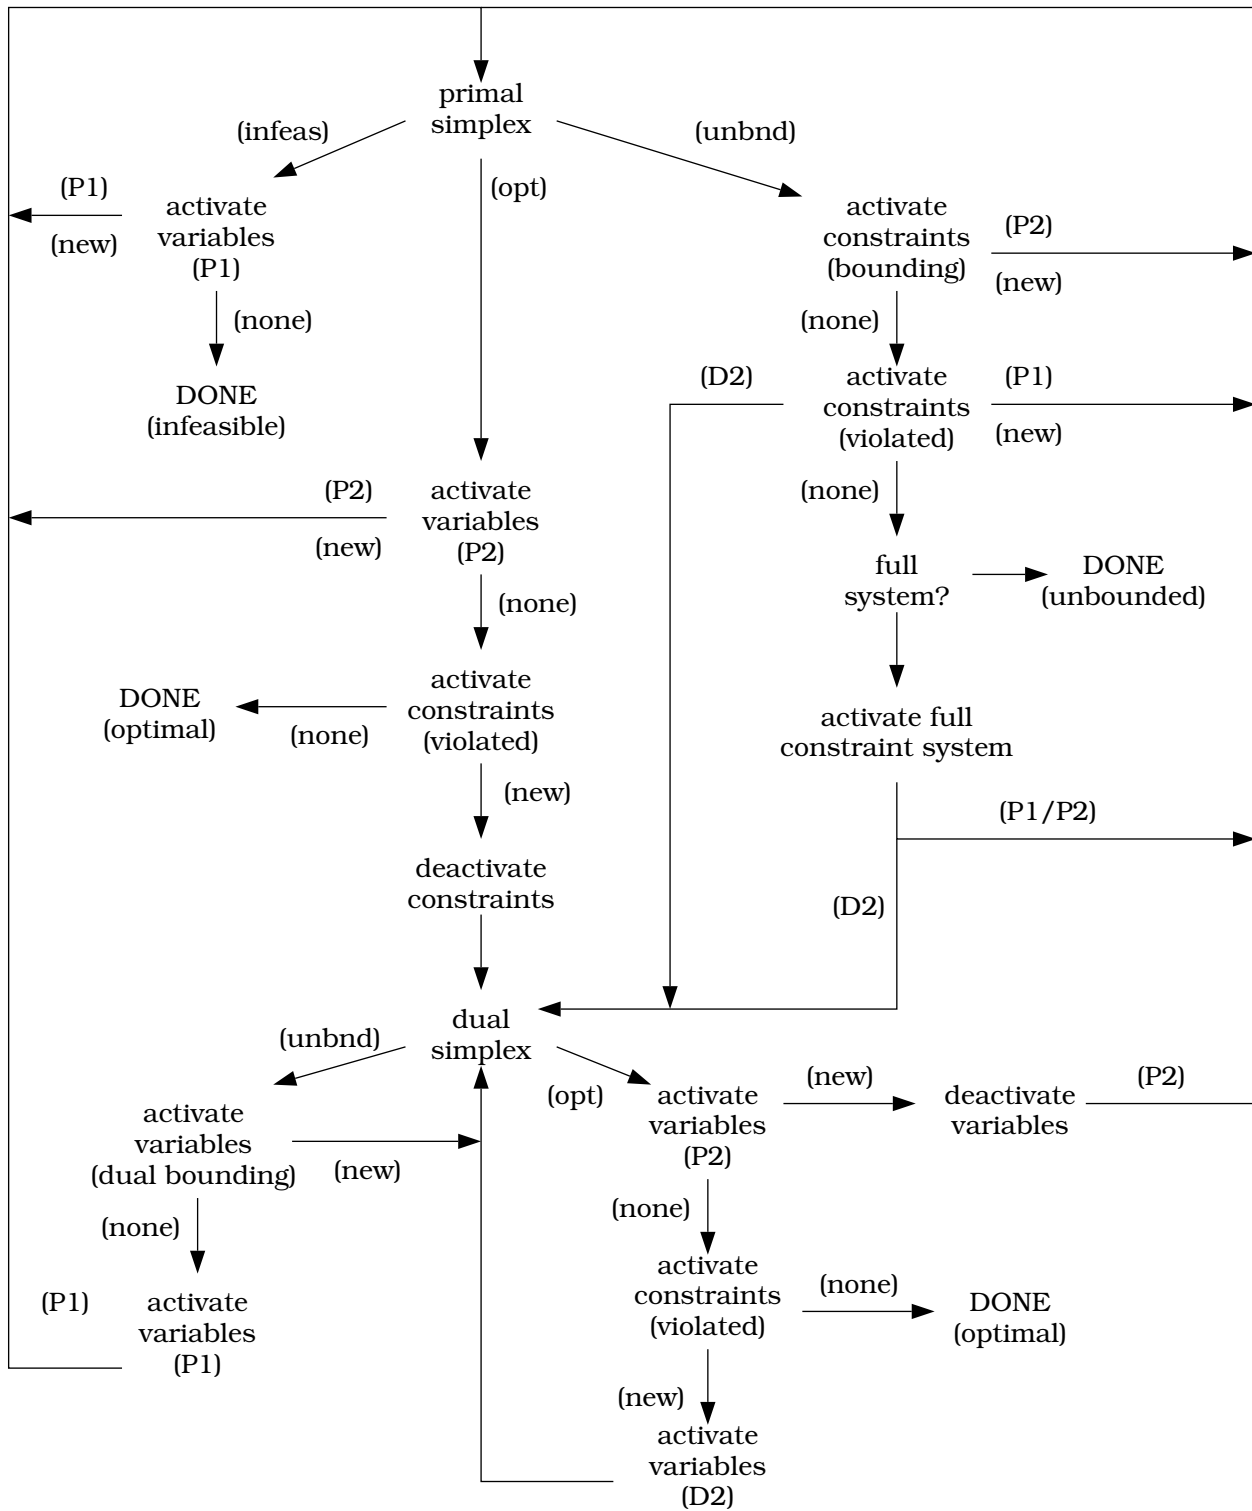 primal
simplex
(infeas)
(unbnd)
(P1)
(new)
activate
variables
(P1)
(opt)
activate
constraints
(bounding)
(P2)
(new)
(none)
DONE
(infeasible)
(none)
(D2)
activate
constraints
(violated)
(P1)
(new)
(P2)
(new)
activate
variables
(P2)
(none)
full
system?
DONE
(unbounded)
(none)
DONE
(optimal)
(none)
activate
constraints
(violated)
activate full
constraint system
(new)
(P1/P2)
deactivate
constraints
(D2)
dual
simplex
(unbnd)
(opt)
activate
variables
(dual bounding)
(new)
activate
variables
(P2)
(new)
deactivate
variables
(P2)
(none)
(none)
(P1)
activate
variables
(P1)
activate
constraints
(violated)
(none)
DONE
(optimal)
(new)
activate
variables
(D2)